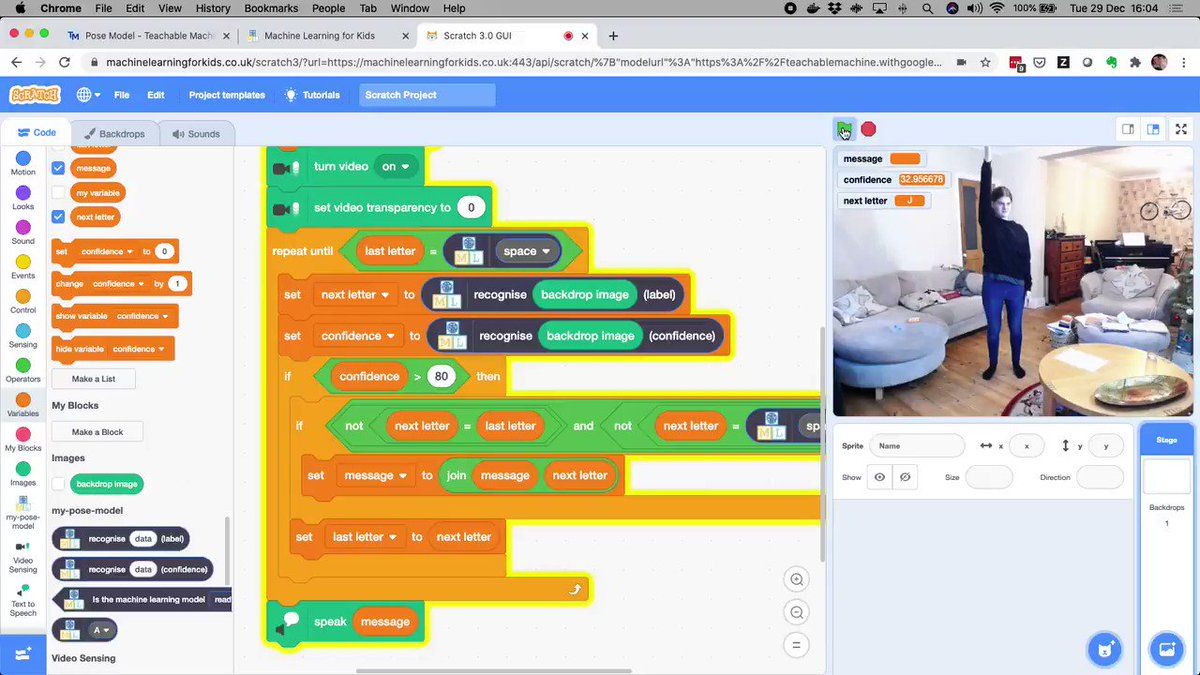 Chrome File Edit View History Bookmarks People Tab Window Help 100% Tue 29 Dec 16:04
Pose Model - Teachable Mach
Machine Learning for Kids
Scratch 3.0 GUI
machinelearningforkids.co.uk/scratch3/?url=https://machinelearningforkids.co.uk:443/api/scratch/%7B"modelurl"%3A"https%3A%2F%2Fteachablemachine.withgoogle...
SCRATCH File Edit Project templates Tutorials Scratch Project
Code Backdrops Sounds
Motion
Looks
Sound
Events
Control
Sensing
Operators
Variables
My Blocks
Images
my-pose-model
Video Sensing
Text to Speech
message
my variable
next letter
set confidence to 0
change confidence by 1
show variable confidence
hide variable confidence
Make a List
My Blocks
Make a Block
Images
backdrop image
my-pose-model
recognise data (label)
recognise data (confidence)
Is the machine learning model read
A
Video Sensing
turn video on
set video transparency to 0
repeat until last letter = ML space
set next letter to ML recognise backdrop image (label)
set confidence to ML recognise backdrop image (confidence)
if confidence > 80 then
if not next letter = last letter and not next letter = ML sp
set message to join message next letter
set last letter to next letter
speak message
message
confidence 32.956678
next letter J
Sprite Name x x y y
Show Size Direction
Stage
Backdrops
1